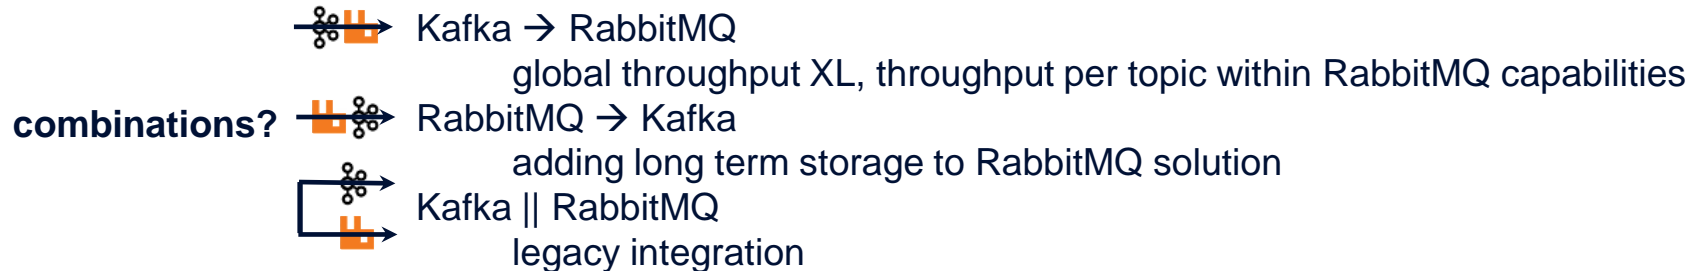 Kafka → RabbitMQ
global throughput XL, throughput per topic within RabbitMQ capabilities
combinations?
RabbitMQ → Kafka
adding long term storage to RabbitMQ solution
Kafka || RabbitMQ
legacy integration